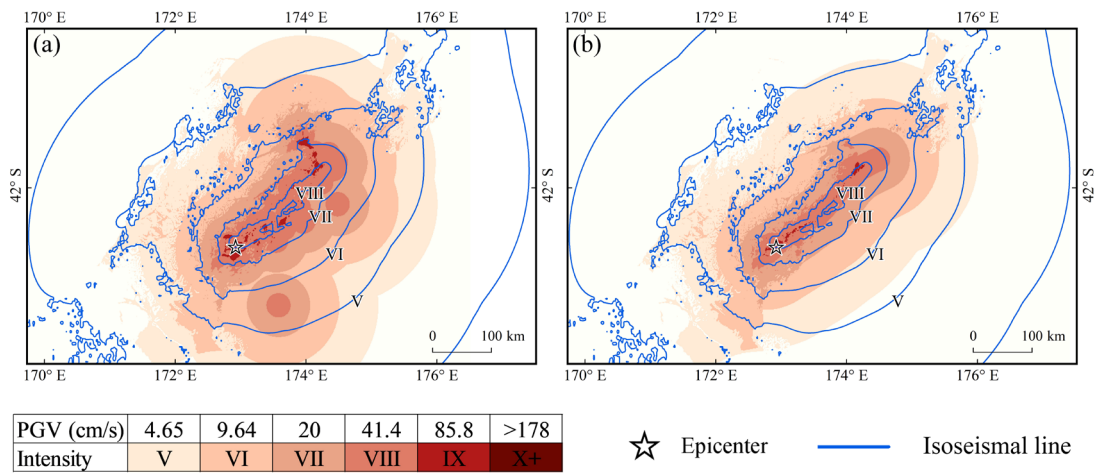 170° E 172° E 174° E 176° E 170° E 172° E 174° E 176° E
(a) (b)
42° S 42° S
VIII VIII
VII VII
VI VI
V V
0 100 km 0 100 km
170° E 172° E 174° E 176° E 170° E 172° E 174° E 176° E
PGV (cm/s) 4.65 9.64 20 41.4 85.8 >178
Intensity V VI VII VIII IX X+
Epicenter Isoseismal line